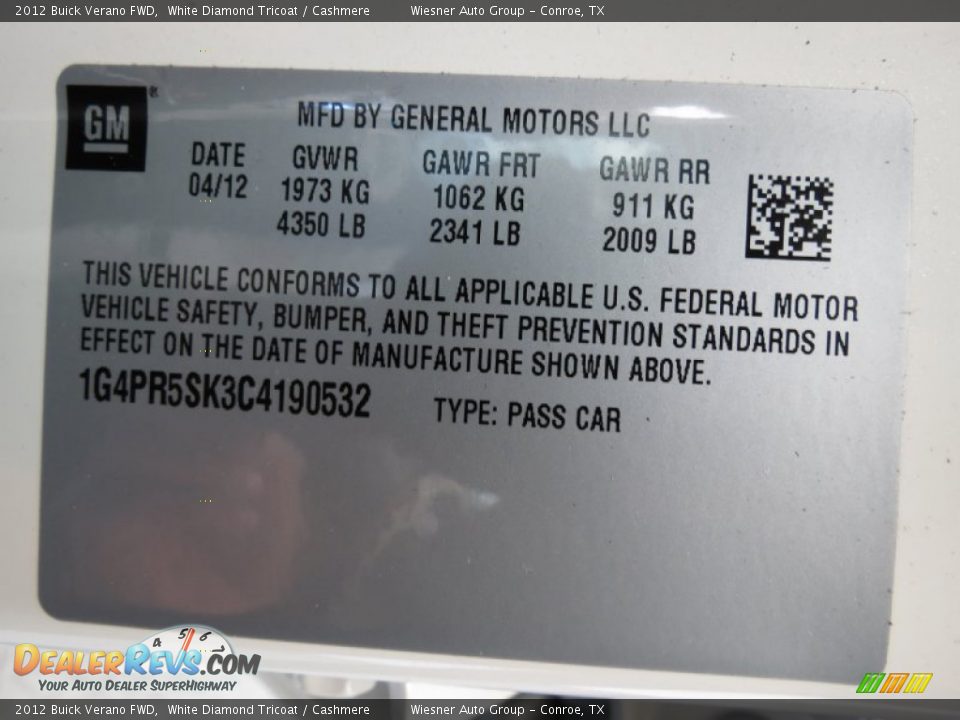 2012 Buick Verano FWD, White Diamond Tricoat / Cashmere Wiesner Auto Group - Conroe, TX
GM®
MFD BY GENERAL MOTORS LLC
DATE GVWR GAWR FRT GAWR RR
04/12 1973 KG 1062 KG 911 KG
4350 LB 2341 LB 2009 LB
THIS VEHICLE CONFORMS TO ALL APPLICABLE U.S. FEDERAL MOTOR
VEHICLE SAFETY, BUMPER, AND THEFT PREVENTION STANDARDS IN
EFFECT ON THE DATE OF MANUFACTURE SHOWN ABOVE.
1G4PR5SK3C4190532 TYPE: PASS CAR
4 5 6
DEALERREVS.COM
YOUR AUTO DEALER SUPERHIGHWAY
2012 Buick Verano FWD, White Diamond Tricoat / Cashmere Wiesner Auto Group - Conroe, TX